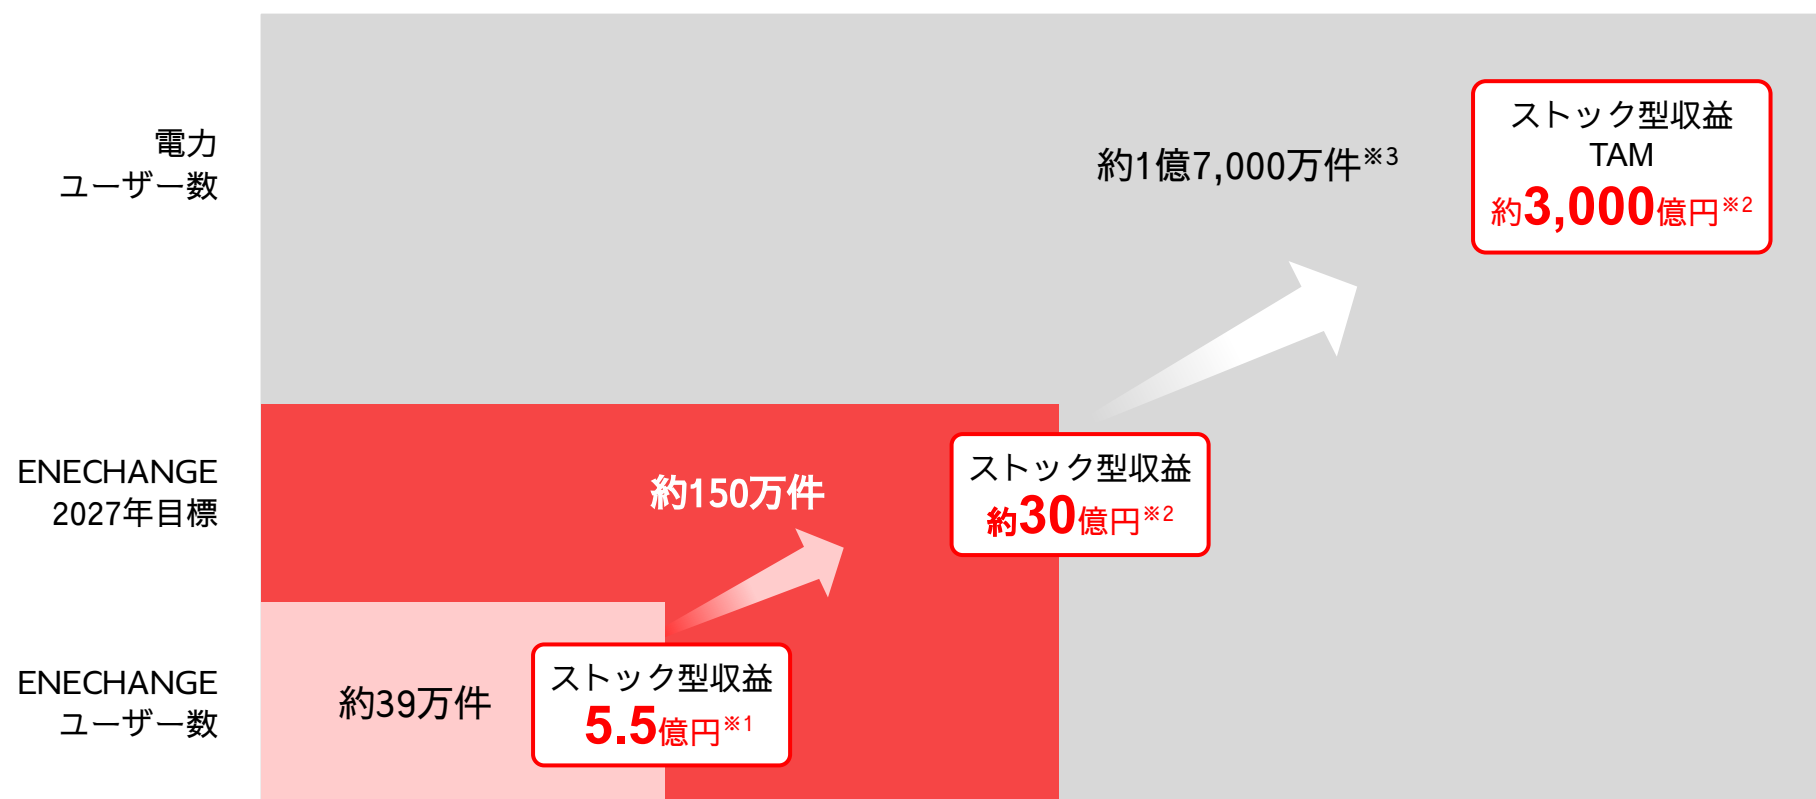 電力
ユーザー数
約1億7,000万件※3
ストック型収益
TAM
約3,000億円※2
ENECHANGE
2027年目標
約150万件
ストック型収益
約30億円※2
ENECHANGE
ユーザー数
約39万件
ストック型収益
5.5億円※1